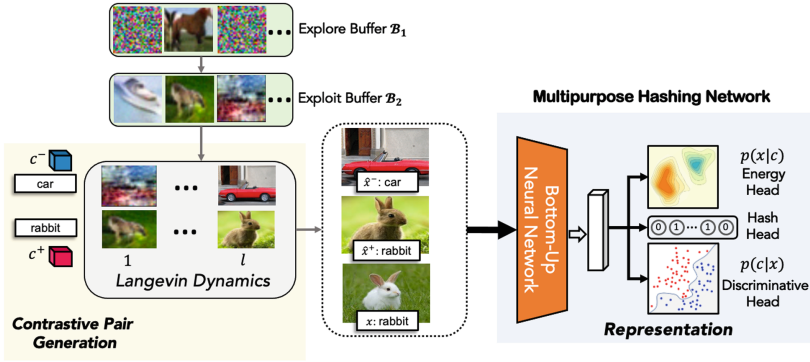 Explore Buffer 𝓑₁
Exploit Buffer 𝓑₂
Multipurpose Hashing Network
c⁻
car
rabbit
c⁺
1
l
Langevin Dynamics
Contrastive Pair
Generation
x̂⁻: car
x̂⁺: rabbit
x: rabbit
Bottom-Up
Neural Network
p(x|c)
Energy
Head
0 1 ··· 1 0
Hash
Head
p(c|x)
Discriminative
Head
Representation